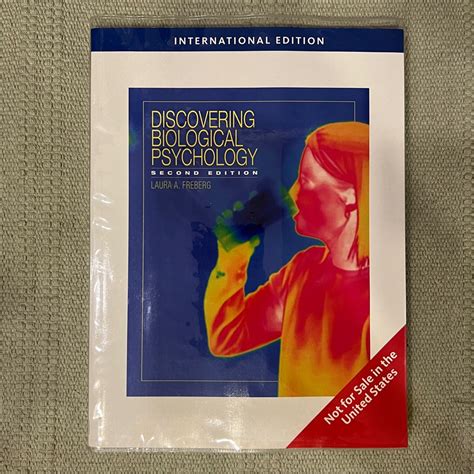 INTERNATIONAL EDITION
DISCOVERING
BIOLOGICAL
PSYCHOLOGY
SECOND EDITION
LAURA A. FREBERG
Not for Sale in the
United States